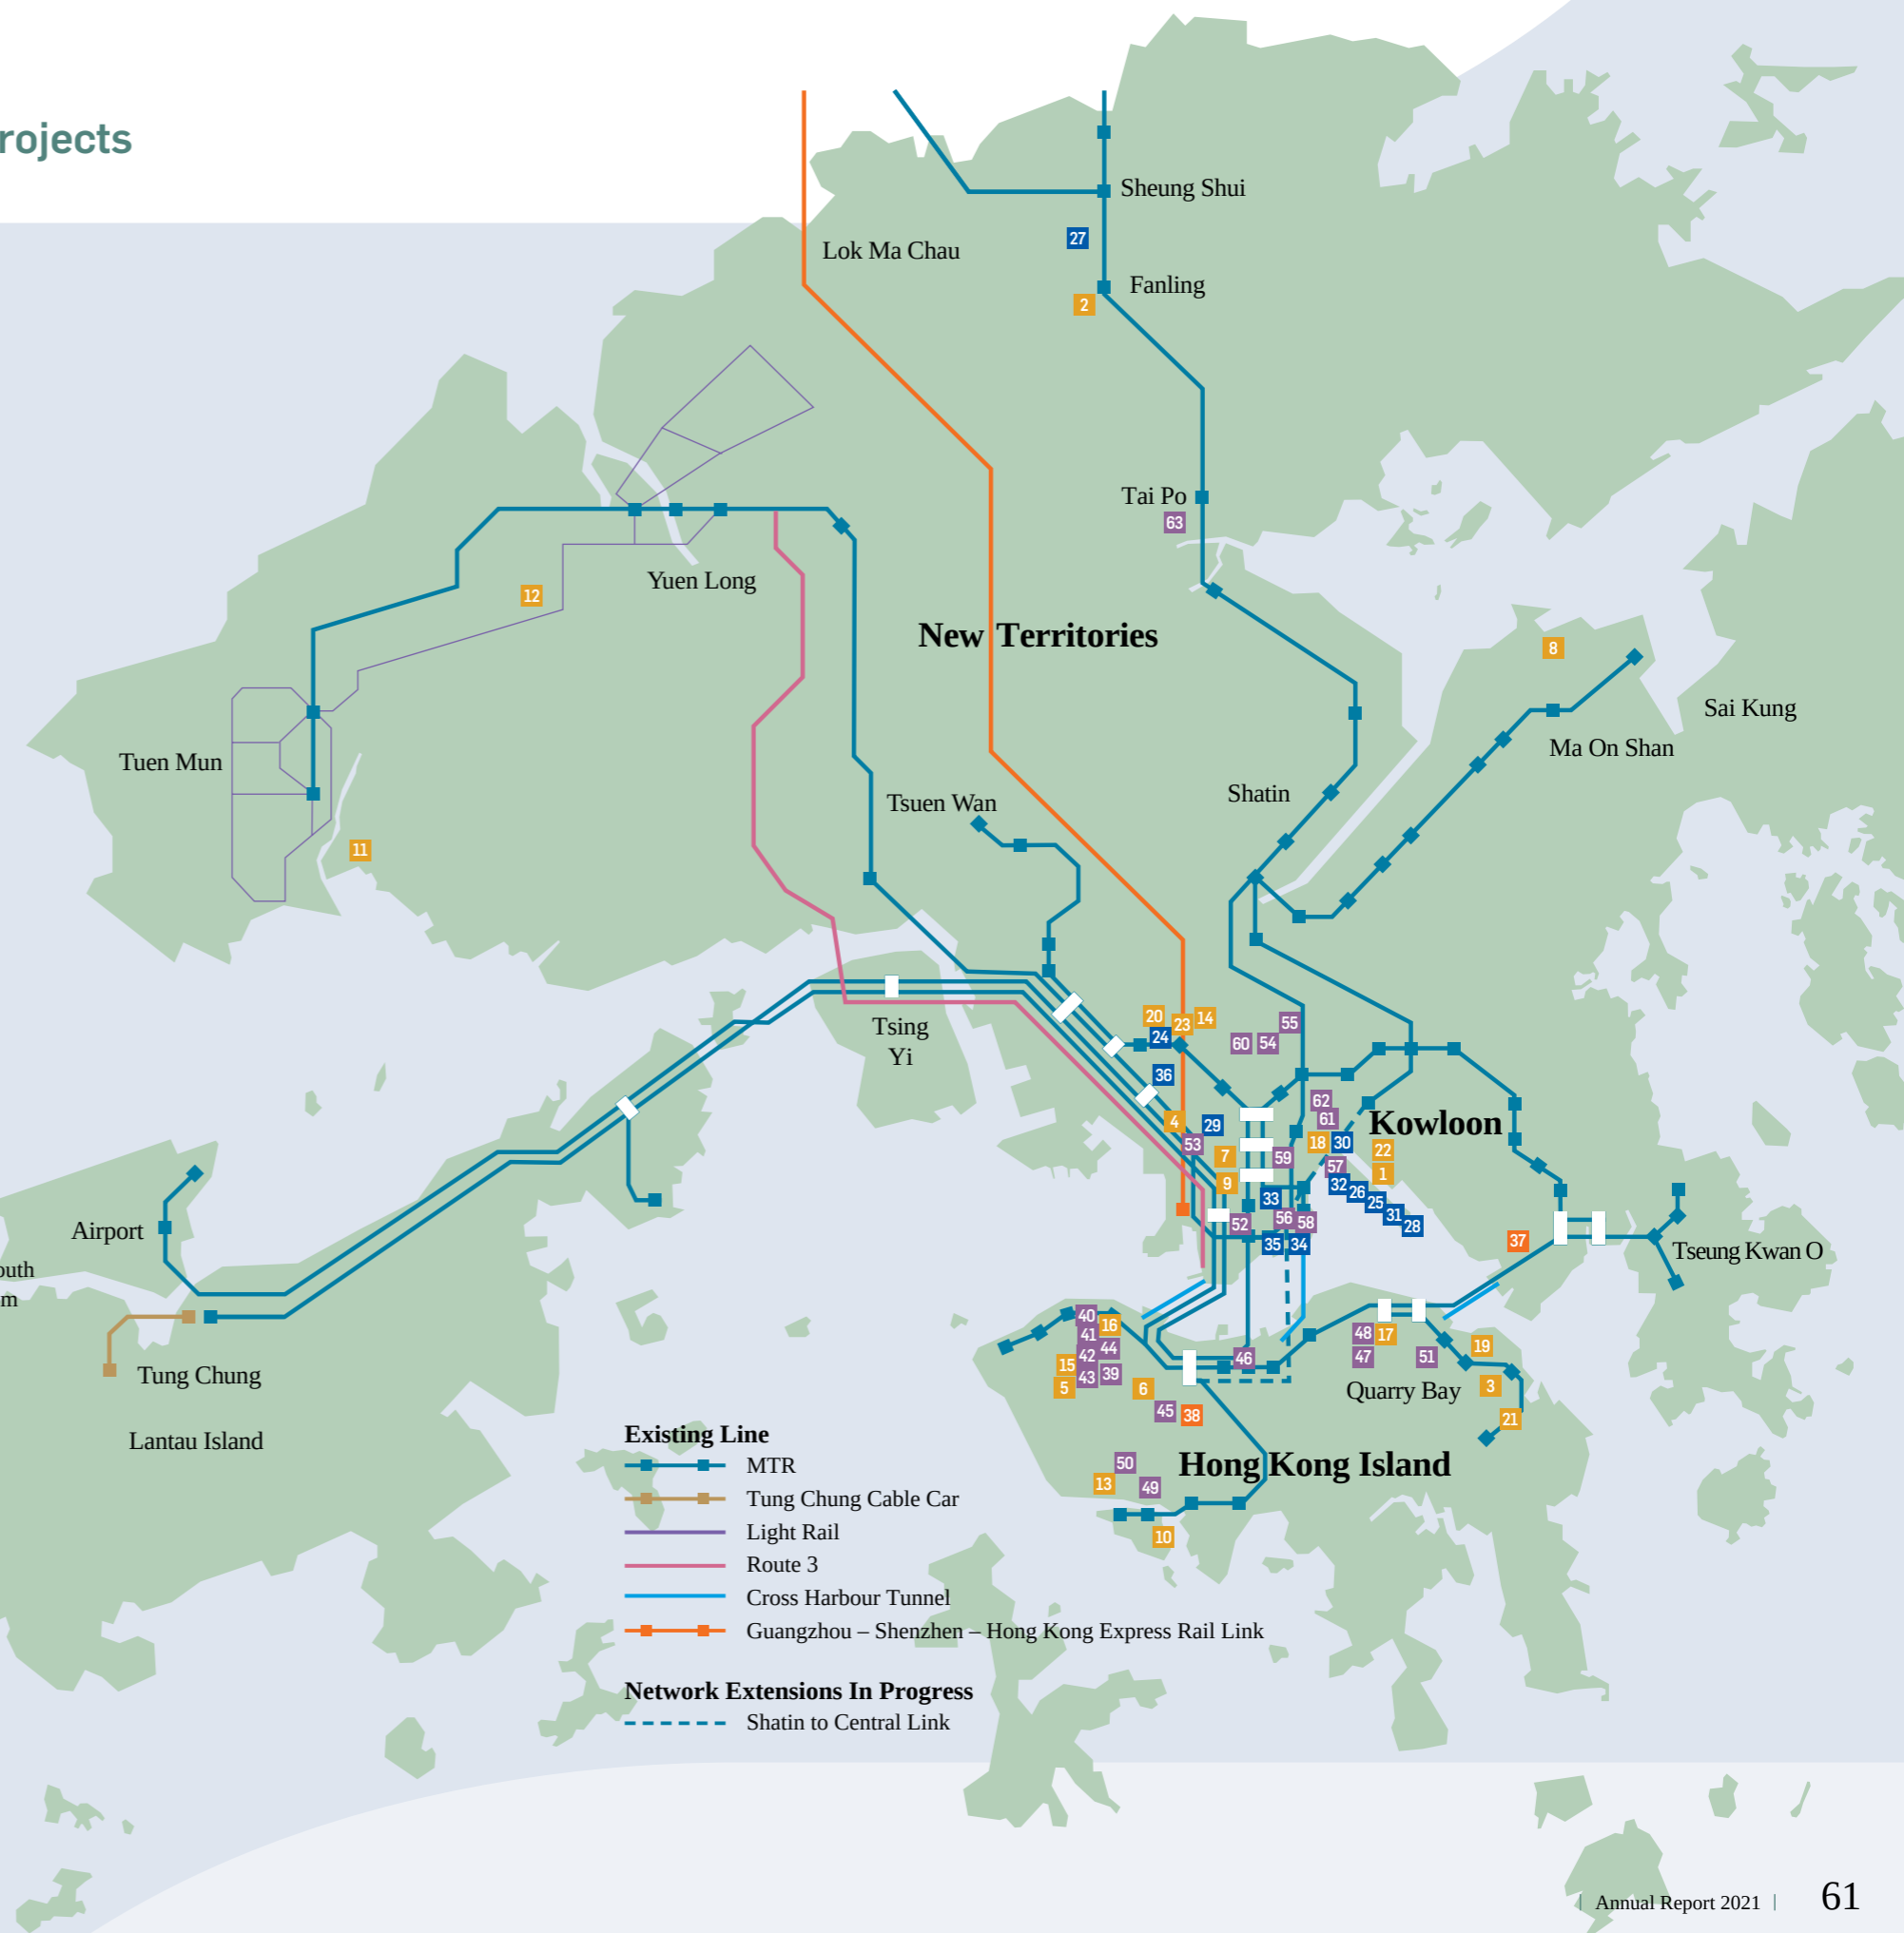 rojects
Sheung Shui
27
Lok Ma Chau
Fanling
2
Tai Po
63
Yuen Long
12
New Territories
8
Sai Kung
Ma On Shan
Tuen Mun
Shatin
Tsuen Wan
11
20
23
14
55
24
60
54
Tsing
Yi
36
62
61
4
29
Kowloon
53
18
30
22
7
59
57
1
9
32
26
33
25
52
56
58
31
28
Airport
35
34
37
Tseung Kwan O
outh
m
40
16
41
48
17
44
42
46
47
51
19
15
43
39
5
6
3
Tung Chung
Quarry Bay
45
38
21
Lantau Island
50
Hong Kong Island
13
49
10
Existing Line
MTR
Tung Chung Cable Car
Light Rail
Route 3
Cross Harbour Tunnel
Guangzhou – Shenzhen – Hong Kong Express Rail Link
Network Extensions In Progress
Shatin to Central Link
| Annual Report 2021 | 61